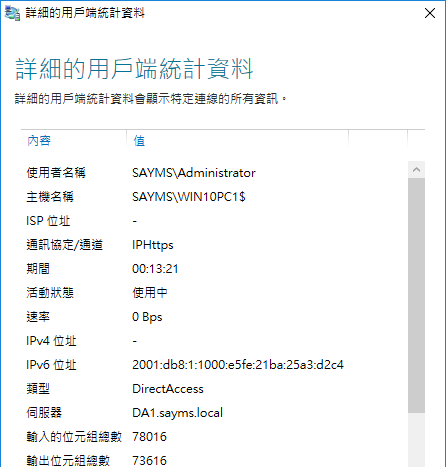 詳細的用戶端統計資料
詳細的用戶端統計資料
詳細的用戶端統計資料會顯示特定連線的所有資訊。
內容 值
使用者名稱 SAYMS\Administrator
主機名稱 SAYMS\WIN10PC1$
ISP 位址 -
通訊協定/通道 IPHttps
期間 00:13:21
活動狀態 使用中
速率 0 Bps
IPv4 位址 -
IPv6 位址 2001:db8:1:1000:e5fe:21ba:25a3:d2c4
類型 DirectAccess
伺服器 DA1.sayms.local
輸入的位元組總數 78016
輸出位元組總數 73616